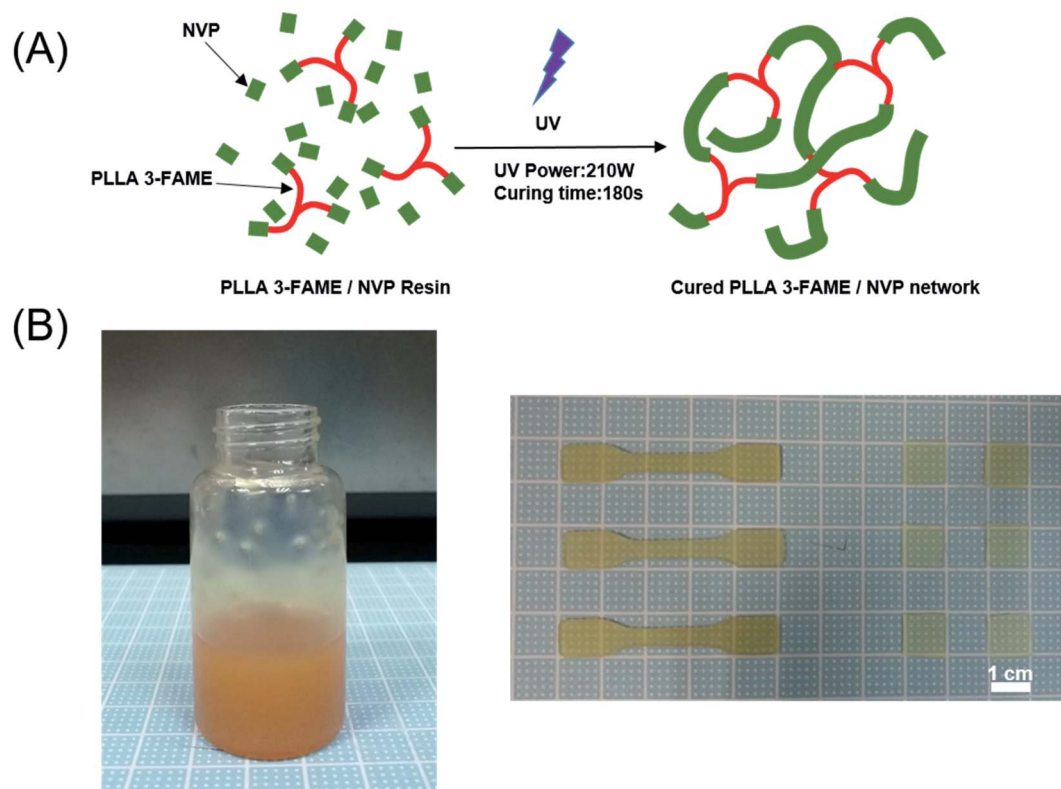 (A)
NVP
PLLA 3-FAME
UV
UV Power:210W
Curing time:180s
PLLA 3-FAME / NVP Resin
Cured PLLA 3-FAME / NVP network
(B)
1 cm